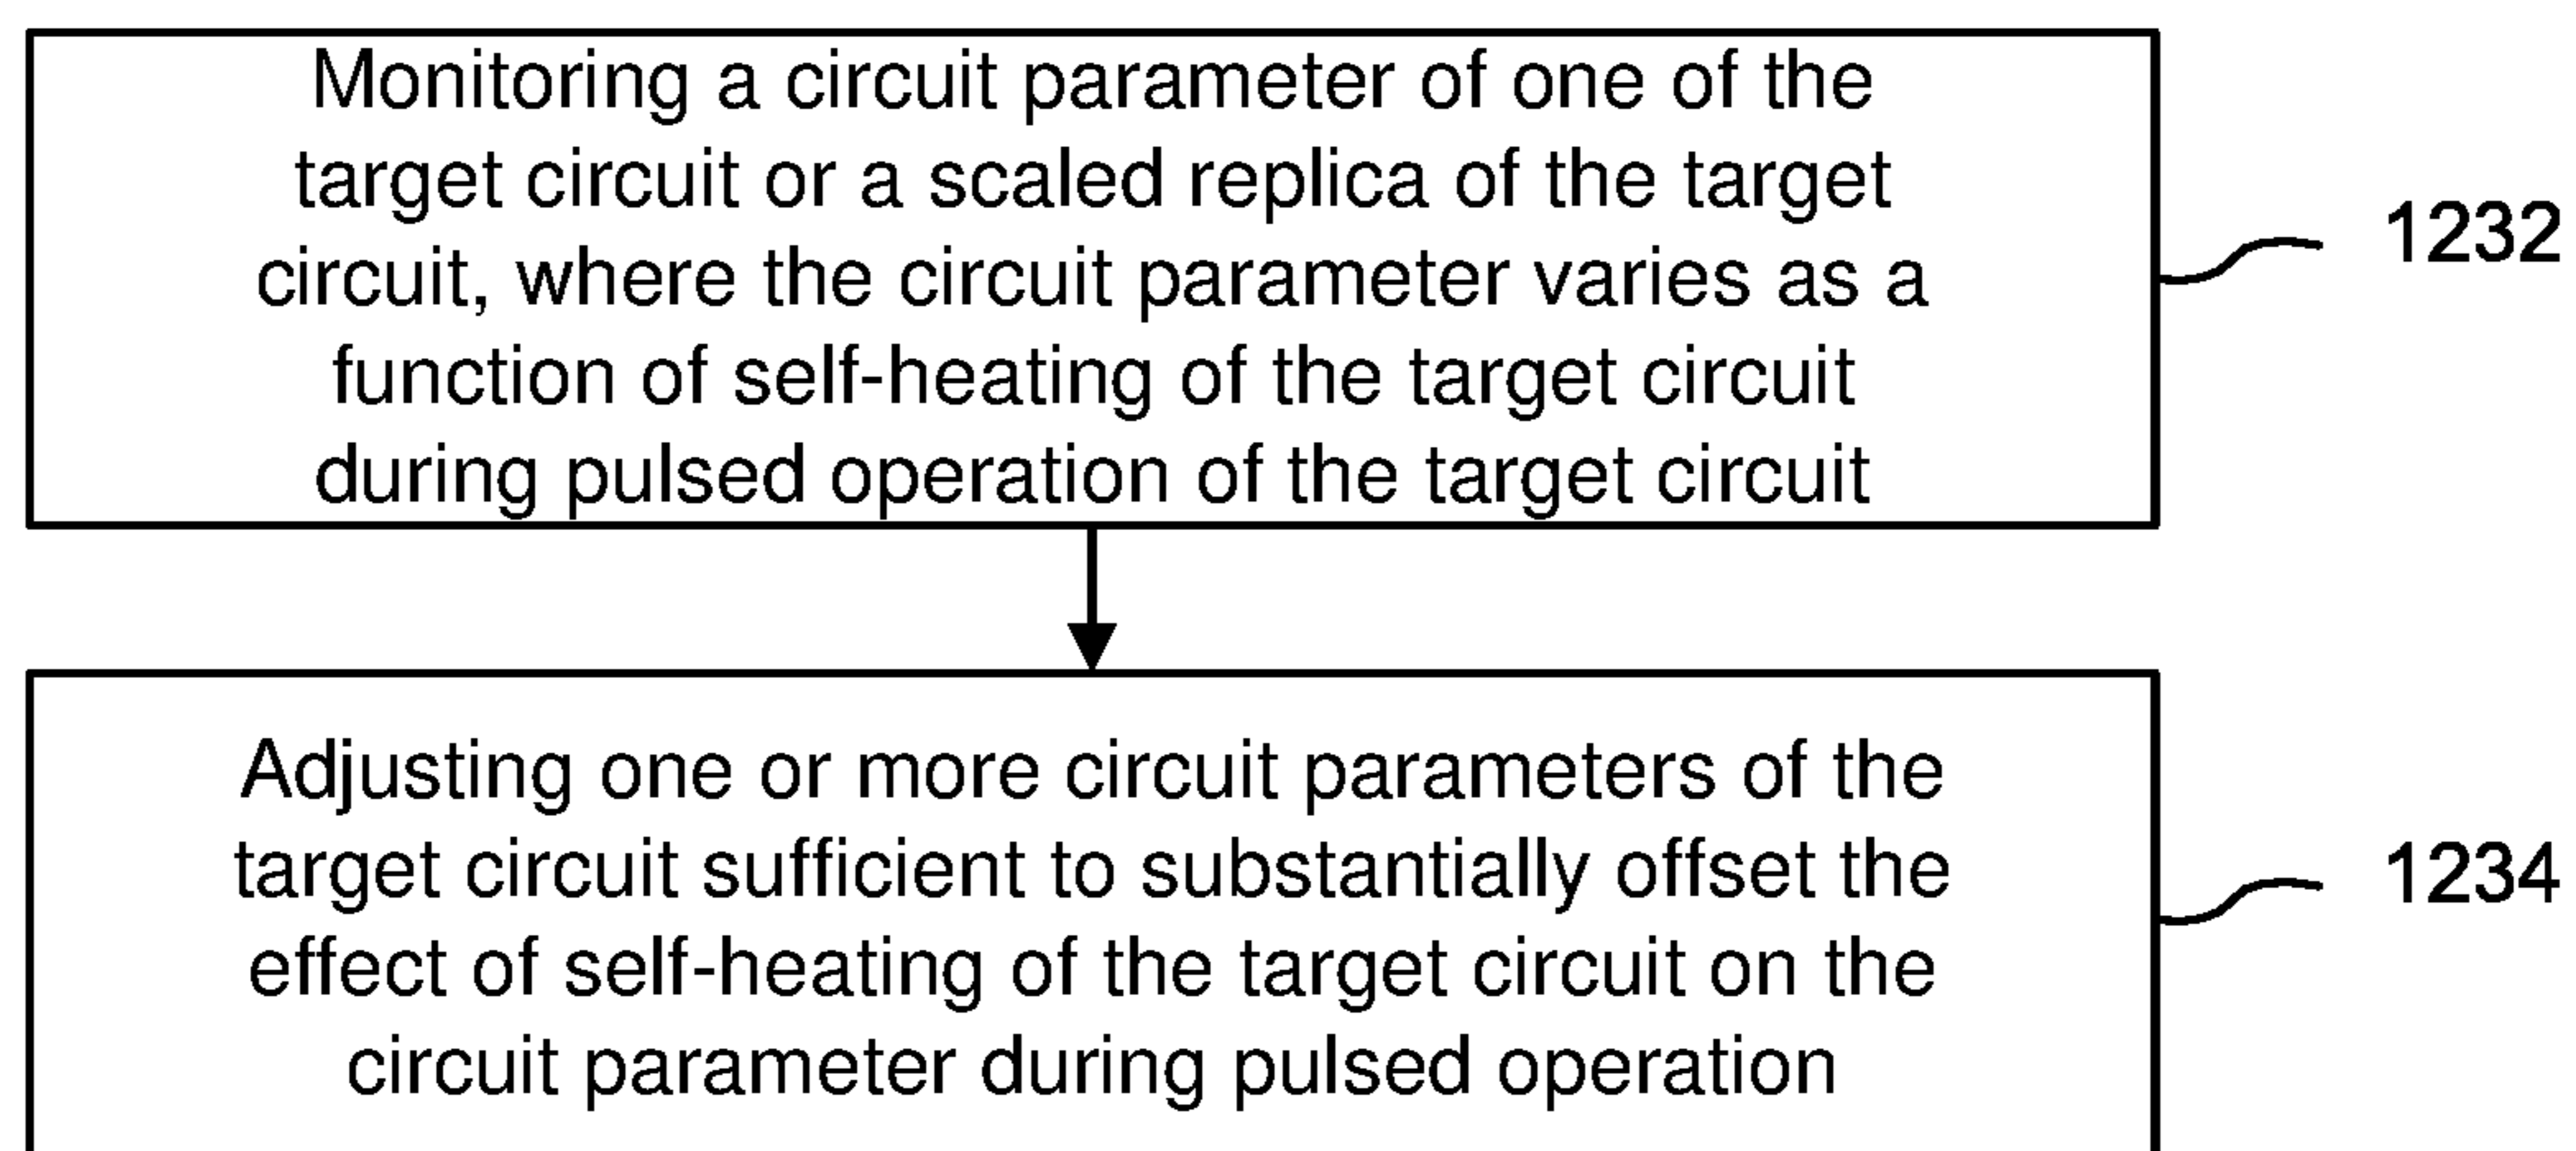 Monitoring a circuit parameter of one of the
target circuit or a scaled replica of the target
circuit, where the circuit parameter varies as a
function of self-heating of the target circuit
during pulsed operation of the target circuit
1232
Adjusting one or more circuit parameters of the
target circuit sufficient to substantially offset the
effect of self-heating of the target circuit on the
circuit parameter during pulsed operation
1234